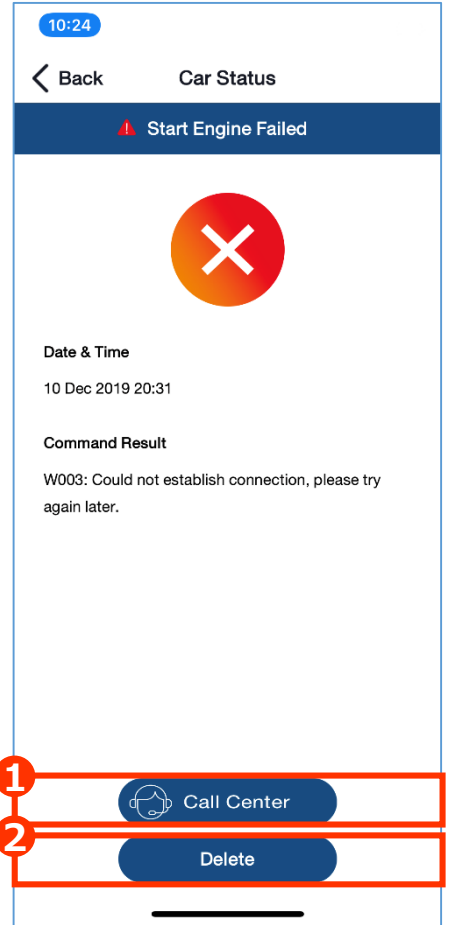 10:24
Back
Car Status
Start Engine Failed
Date & Time
10 Dec 2019 20:31
Command Result
W003: Could not establish connection, please try
again later.
1
Call Center
2
Delete